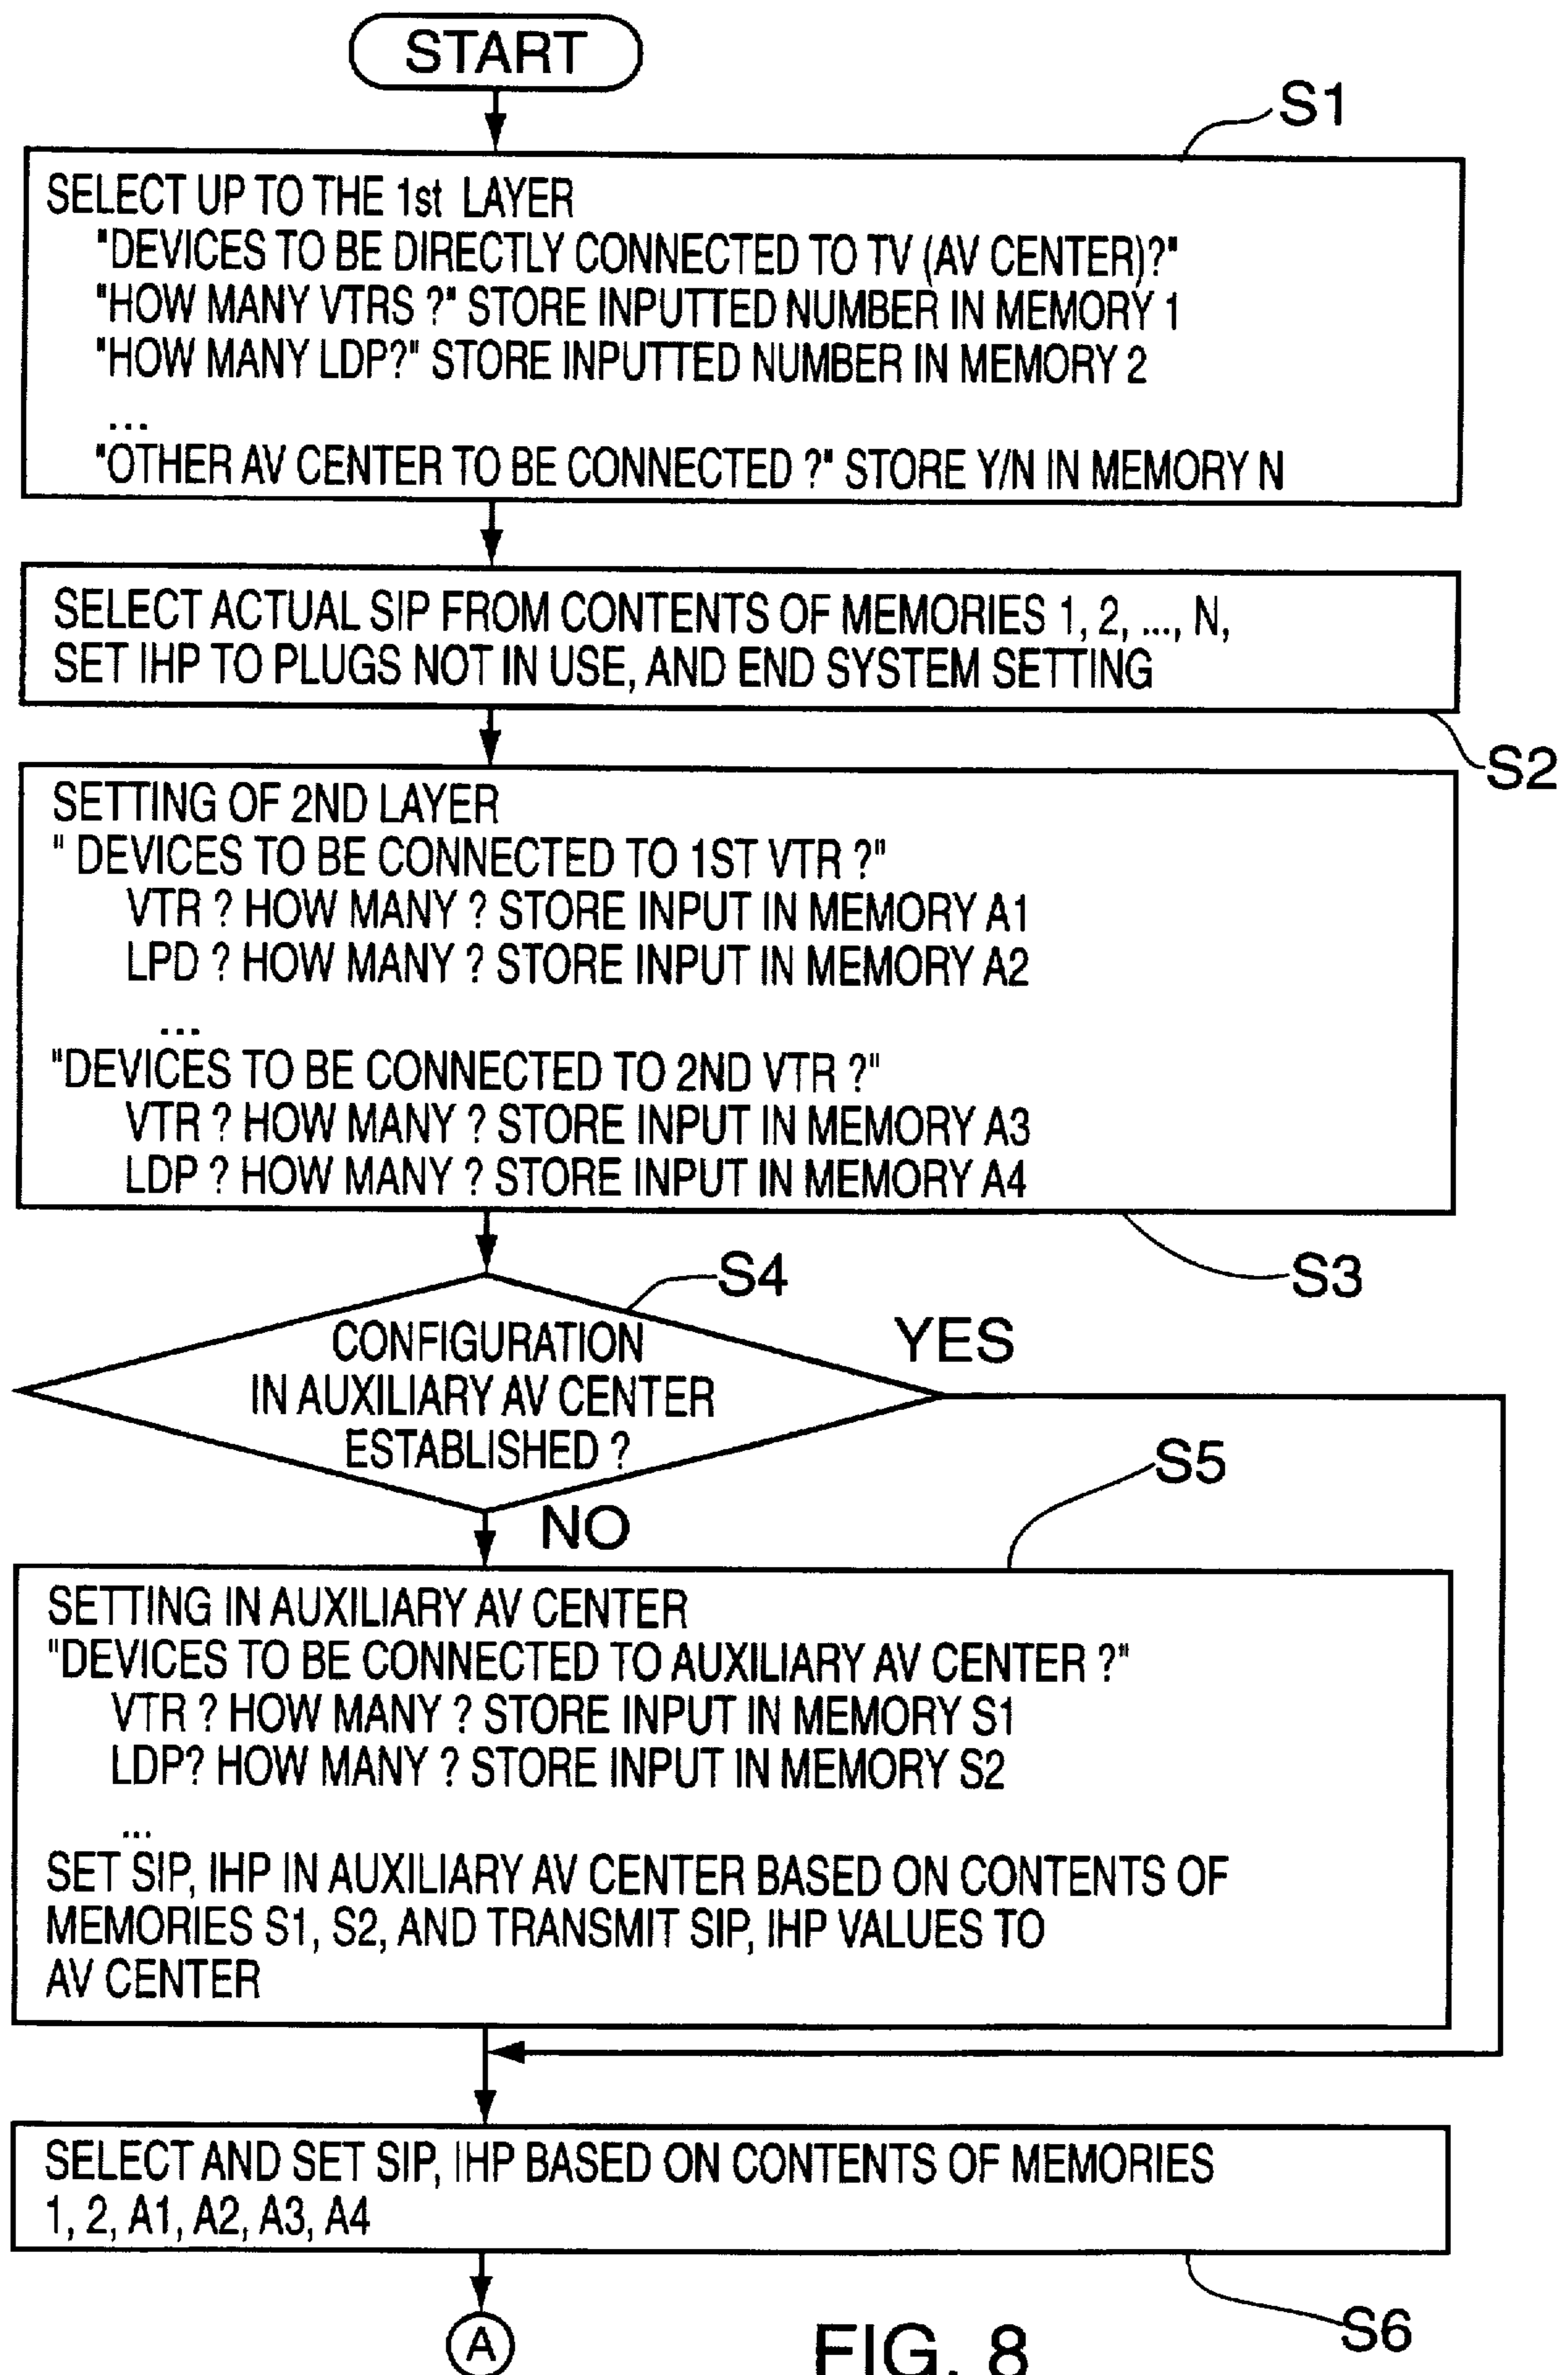 START
S1
SELECT UP TO THE 1st LAYER
"DEVICES TO BE DIRECTLY CONNECTED TO TV (AV CENTER)?"
"HOW MANY VTRS ?" STORE INPUTTED NUMBER IN MEMORY 1
"HOW MANY LDP?" STORE INPUTTED NUMBER IN MEMORY 2
...
"OTHER AV CENTER TO BE CONNECTED ?" STORE Y/N IN MEMORY N
SELECT ACTUAL SIP FROM CONTENTS OF MEMORIES 1, 2, ..., N,
SET IHP TO PLUGS NOT IN USE, AND END SYSTEM SETTING
S2
SETTING OF 2ND LAYER
" DEVICES TO BE CONNECTED TO 1ST VTR ?"
VTR ? HOW MANY ? STORE INPUT IN MEMORY A1
LPD ? HOW MANY ? STORE INPUT IN MEMORY A2
...
"DEVICES TO BE CONNECTED TO 2ND VTR ?"
VTR ? HOW MANY ? STORE INPUT IN MEMORY A3
LDP ? HOW MANY ? STORE INPUT IN MEMORY A4
S3
S4
CONFIGURATION
IN AUXILIARY AV CENTER
ESTABLISHED ?
YES
NO
S5
SETTING IN AUXILIARY AV CENTER
"DEVICES TO BE CONNECTED TO AUXILIARY AV CENTER ?"
VTR ? HOW MANY ? STORE INPUT IN MEMORY S1
LDP? HOW MANY ? STORE INPUT IN MEMORY S2
...
SET SIP, IHP IN AUXILIARY AV CENTER BASED ON CONTENTS OF
MEMORIES S1, S2, AND TRANSMIT SIP, IHP VALUES TO
AV CENTER
SELECT AND SET SIP, IHP BASED ON CONTENTS OF MEMORIES
1, 2, A1, A2, A3, A4
S6
A
FIG. 8